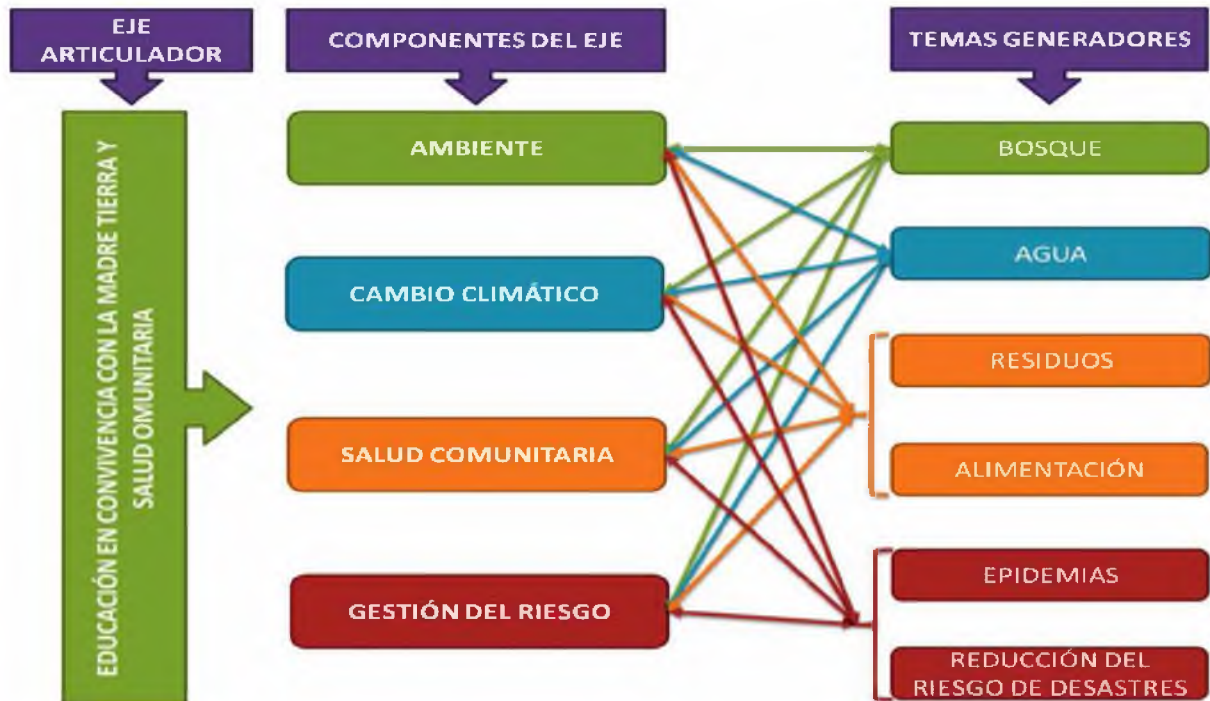 EJE
ARTICULADOR
COMPONENTES DEL EJE
TEMAS GENERADORES
EDUCACIÓN EN CONVIVENCIA CON LA MADRE TIERRA Y
SALUD OMUNITARIA
AMBIENTE
CAMBIO CLIMÁTICO
SALUD COMUNITARIA
GESTIÓN DEL RIESGO
BOSQUE
AGUA
RESIDUOS
ALIMENTACIÓN
EPIDEMIAS
REDUCCIÓN DEL
RIESGO DE DESASTRES